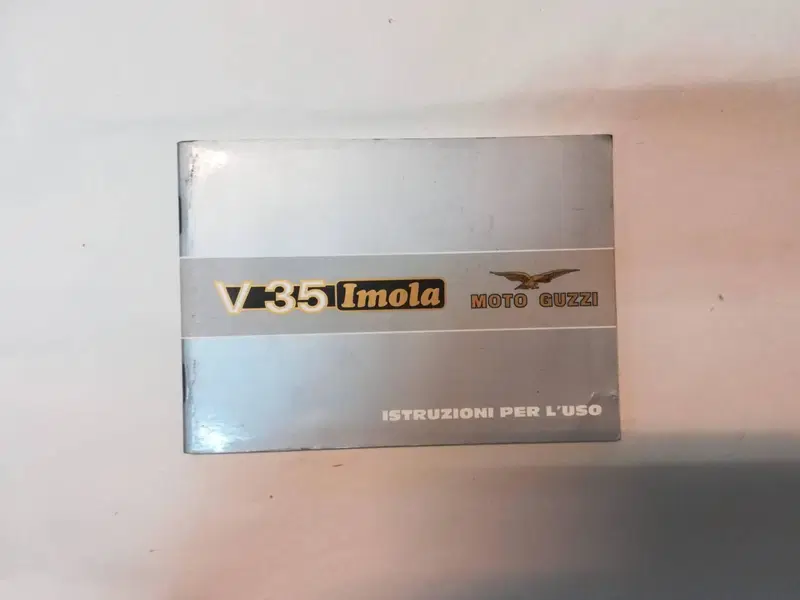 V 35 Imola
MOTO GUZZI
ISTRUZIONI PER L'USO